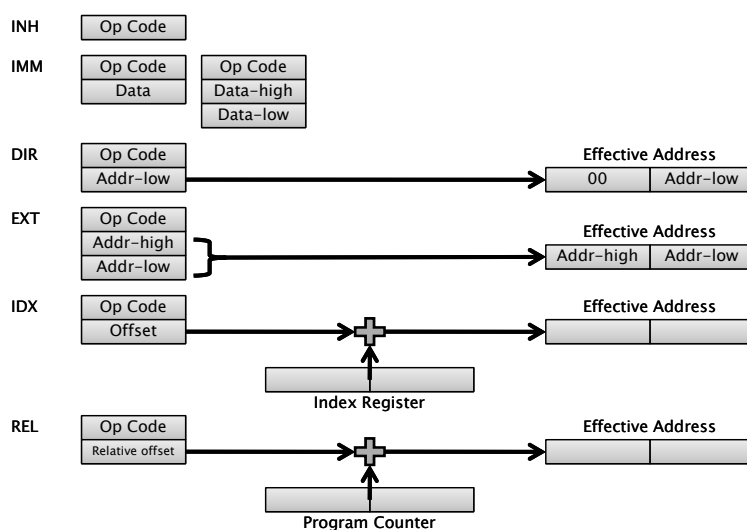 INH
Op Code
IMM
Op Code
Op Code
Data
Data-high
Data-low
DIR
Op Code
Effective Address
Addr-low
00
Addr-low
EXT
Op Code
Effective Address
Addr-high
Addr-low
Addr-high
Addr-low
IDX
Op Code
Effective Address
Offset
Index Register
REL
Op Code
Effective Address
Relative offset
Program Counter